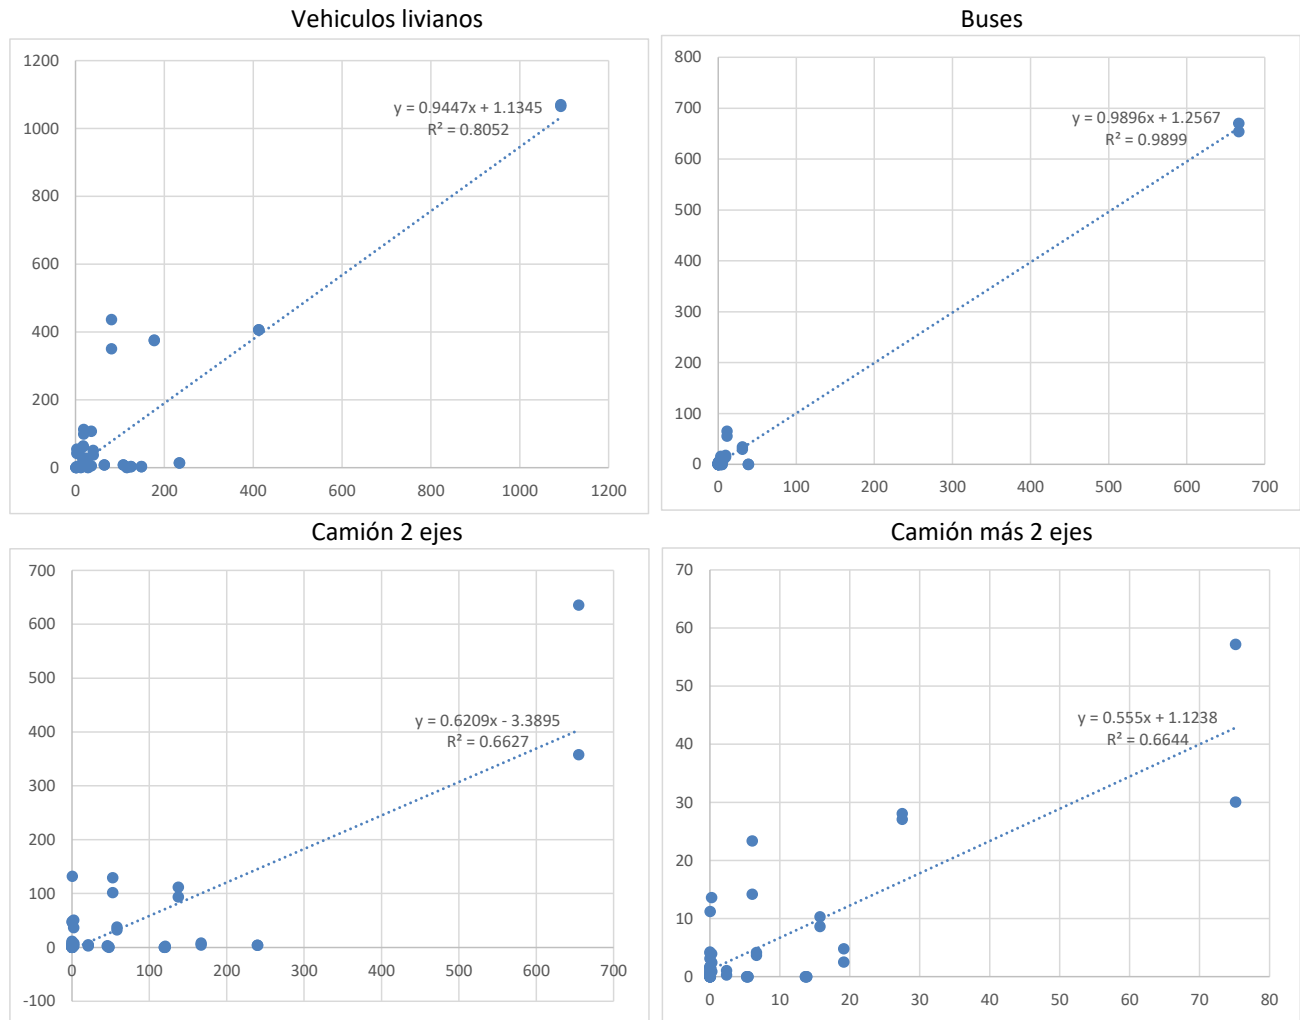 Vehiculos livianos
1200
1000
800
600
400
200
0
0 200 400 600 800 1000 1200
y = 0.9447x + 1.1345
R² = 0.8052
Buses
800
700
600
500
400
300
200
100
0
0 100 200 300 400 500 600 700
y = 0.9896x + 1.2567
R² = 0.9899
Camión 2 ejes
700
600
500
400
300
200
100
0
-100
0 100 200 300 400 500 600 700
y = 0.6209x - 3.3895
R² = 0.6627
Camión más 2 ejes
70
60
50
40
30
20
10
0
0 10 20 30 40 50 60 70 80
y = 0.555x + 1.1238
R² = 0.6644